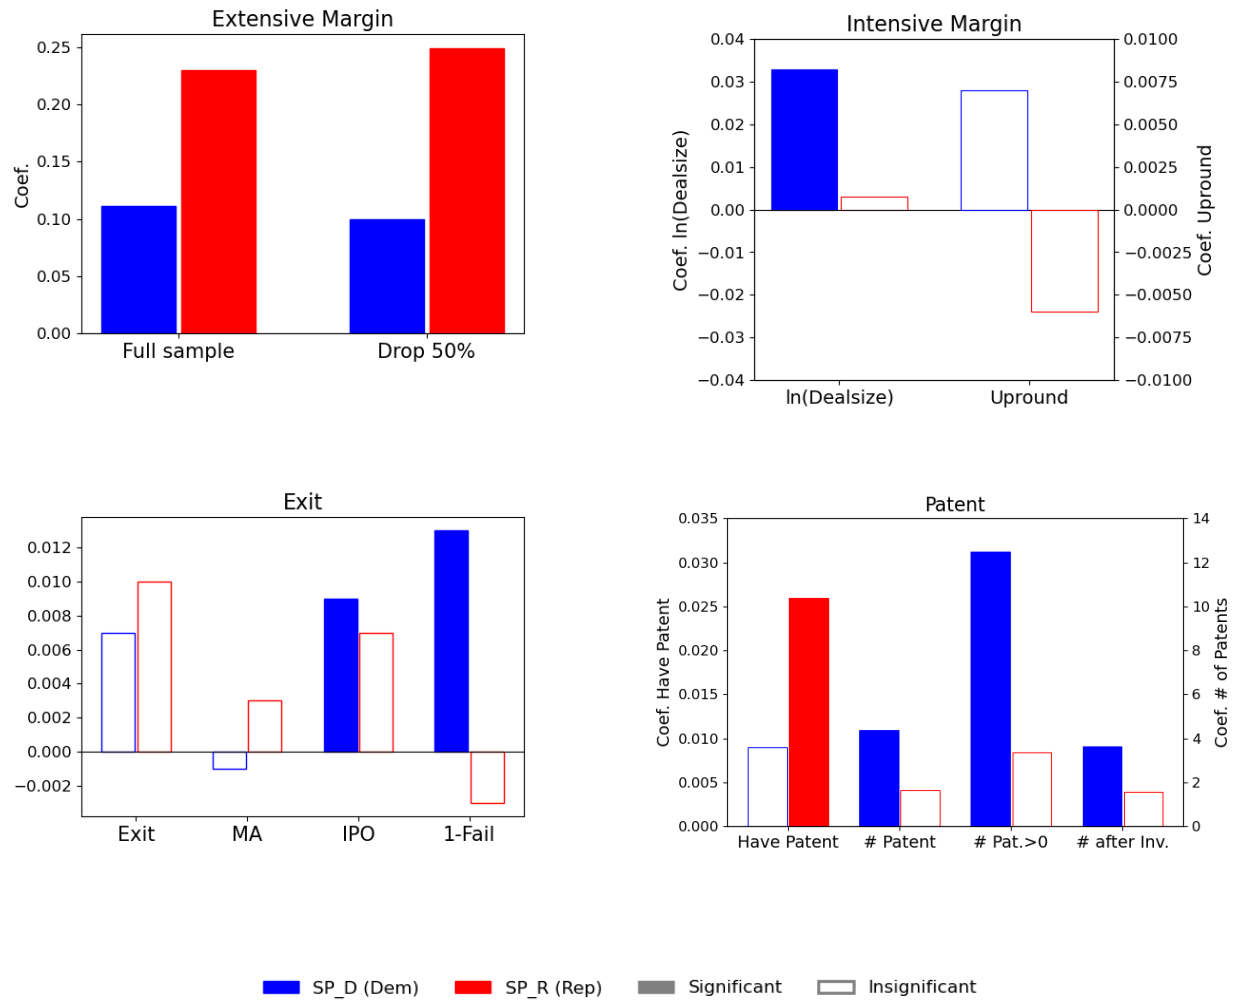 Extensive Margin
Coef.
0.25
0.20
0.15
0.10
0.05
0.00
Full sample
Drop 50%
Intensive Margin
Coef. ln(Dealsize)
0.04
0.03
0.02
0.01
0.00
−0.01
−0.02
−0.03
−0.04
0.0100
0.0075
0.0050
0.0025
0.0000
−0.0025
−0.0050
−0.0075
−0.0100
Coef. Upround
ln(Dealsize)
Upround
Exit
0.012
0.010
0.008
0.006
0.004
0.002
0.000
−0.002
Exit
MA
IPO
1-Fail
Patent
Coef. Have Patent
0.035
0.030
0.025
0.020
0.015
0.010
0.005
0.000
14
12
10
8
6
4
2
0
Coef. # of Patents
Have Patent
# Patent
# Pat.>0
# after Inv.
SP_D (Dem)
SP_R (Rep)
Significant
Insignificant